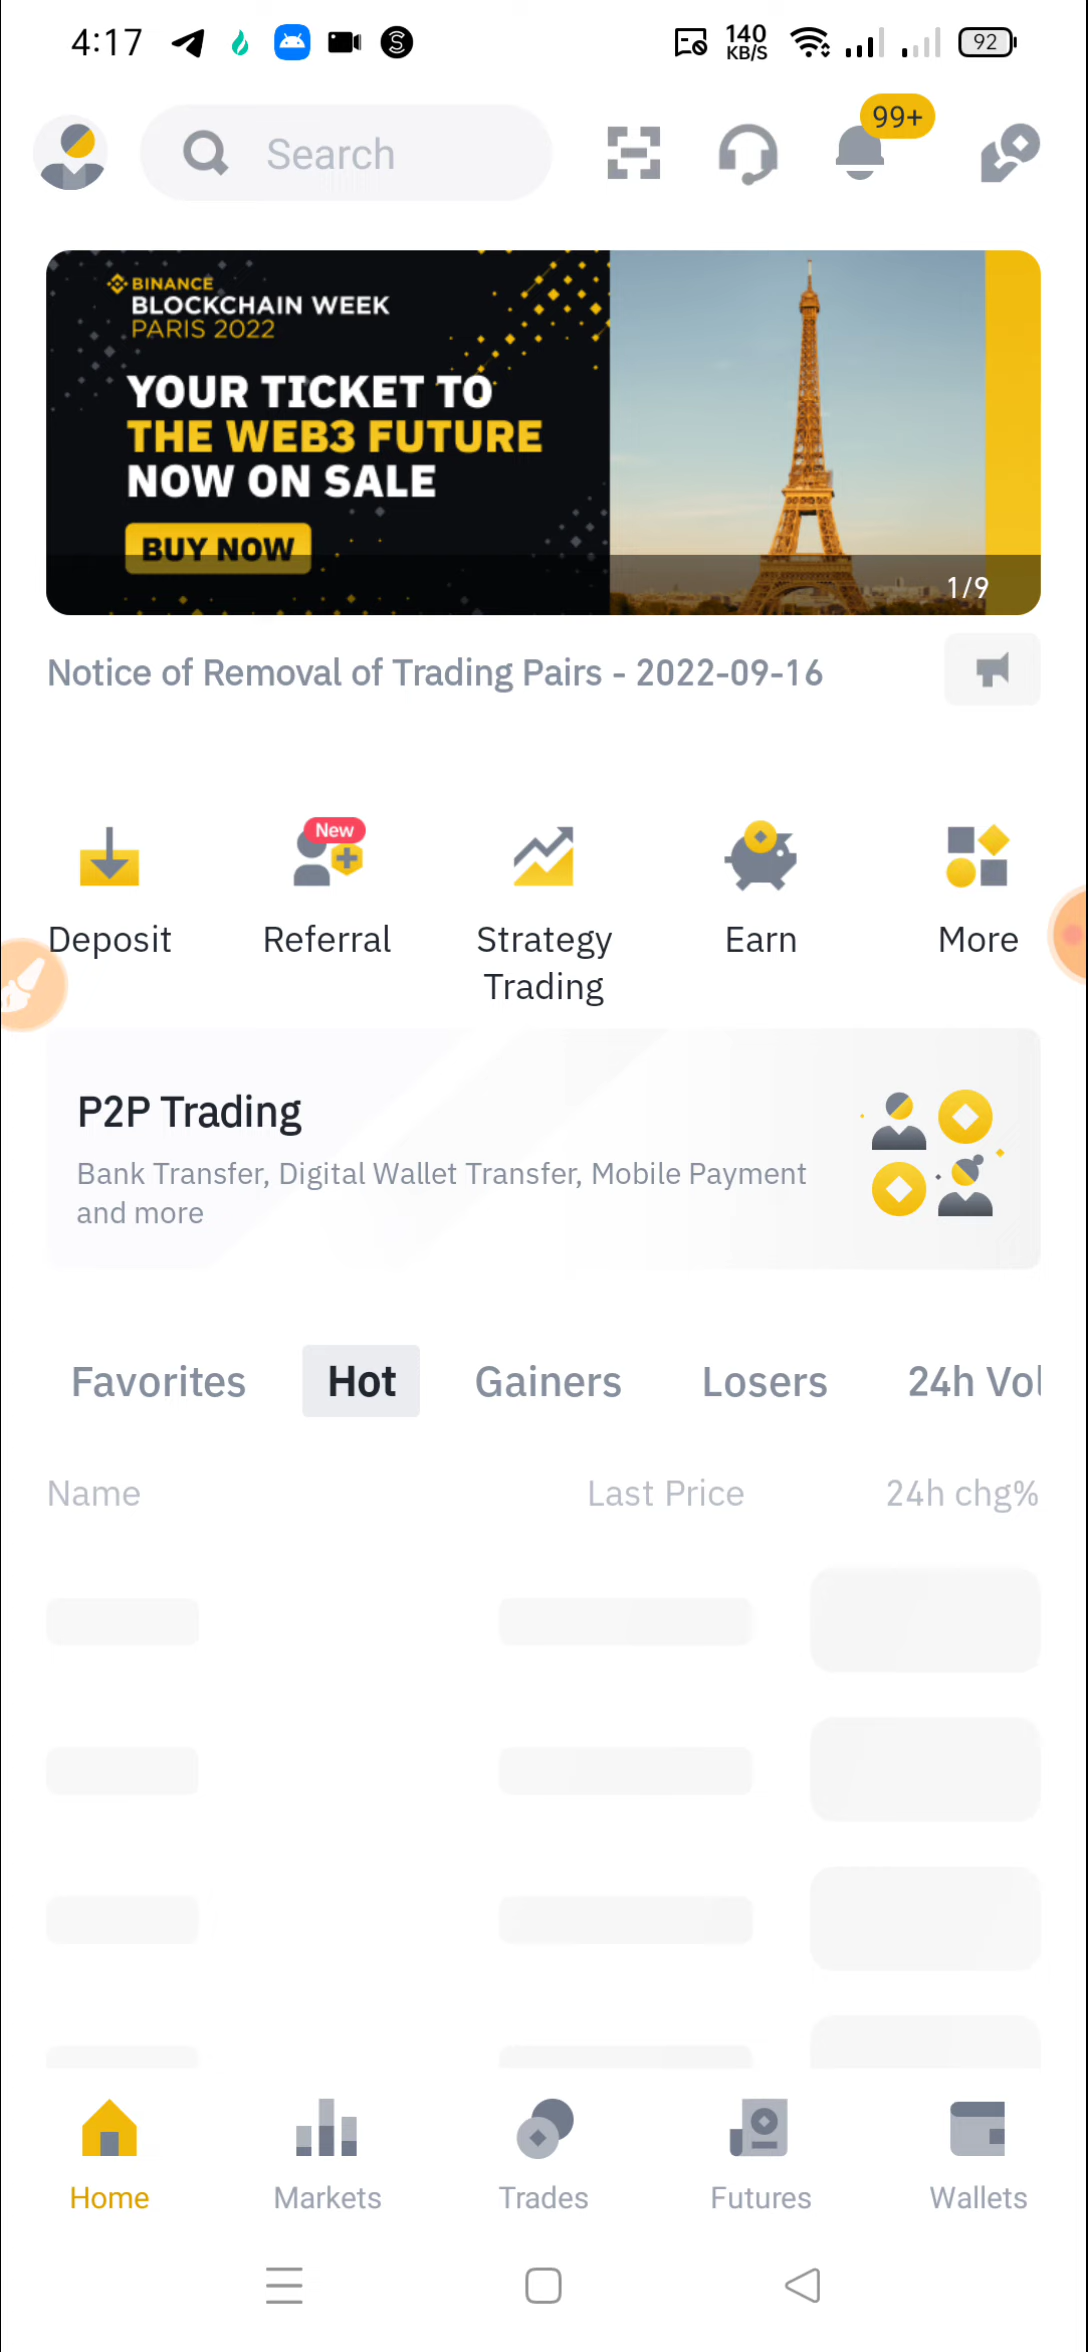 4:17
140
KB/S
92
Search
99+
BINANCE
BLOCKCHAIN WEEK
PARIS 2022
YOUR TICKET TO
THE WEB3 FUTURE
NOW ON SALE
BUY NOW
1/9
Notice of Removal of Trading Pairs - 2022-09-16
New
Deposit
Referral
Strategy
Trading
Earn
More
P2P Trading
Bank Transfer, Digital Wallet Transfer, Mobile Payment
and more
Favorites
Hot
Gainers
Losers
24h Vol
Name
Last Price
24h chg%
Home
Markets
Trades
Futures
Wallets